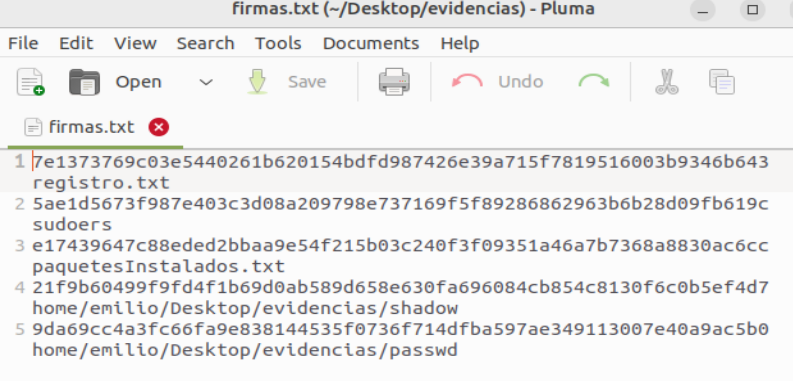 firmas.txt (~/Desktop/evidencias) - Pluma
File Edit View Search Tools Documents Help
Open Save Undo
firmas.txt
1 7e1373769c03e5440261b620154bdfd987426e39a715f7819516003b9346b643
registro.txt
2 5ae1d5673f987e403c3d08a209798e737169f5f89286862963b6b28d09fb619c
sudoers
3 e17439647c88eded2bbaa9e54f215b03c240f3f09351a46a7b7368a8830ac6cc
paquetesInstalados.txt
4 21f9b60499f9fd4f1b69d0ab589d658e630fa696084cb854c8130f6c0b5ef4d7
home/emilio/Desktop/evidencias/shadow
5 9da69cc4a3fc66fa9e838144535f0736f714dfba597ae349113007e40a9ac5b0
home/emilio/Desktop/evidencias/passwd